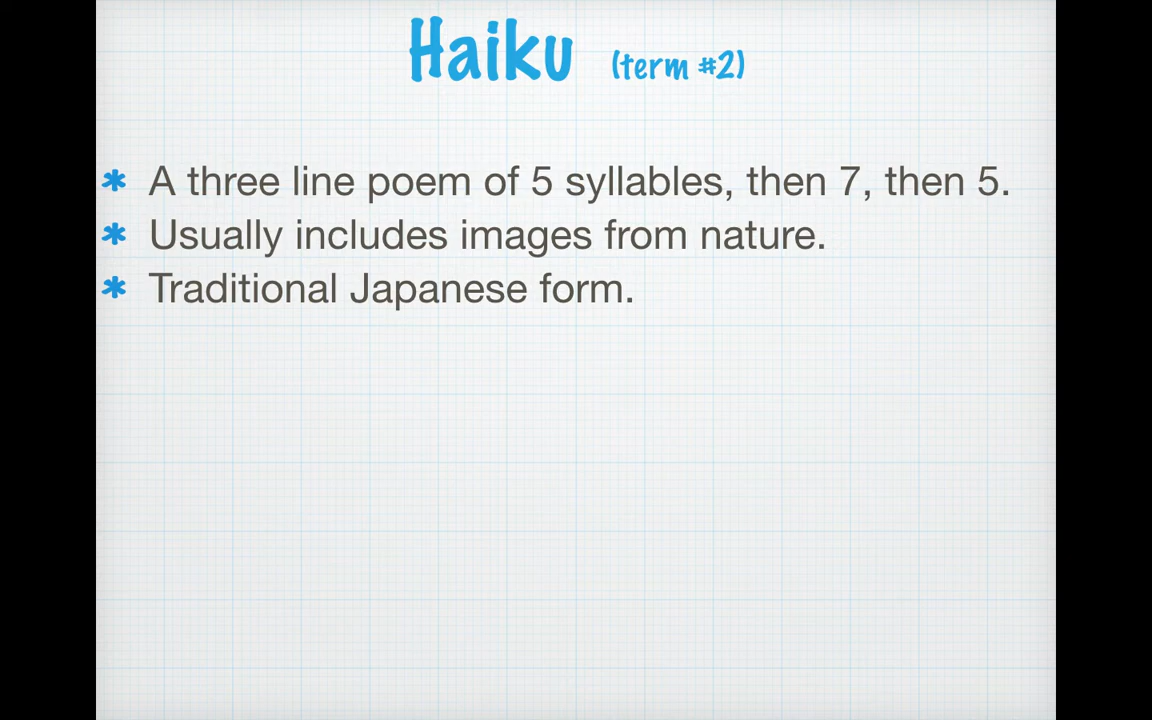 Haiku (term #2)
* A three line poem of 5 syllables, then 7, then 5.
* Usually includes images from nature.
* Traditional Japanese form.